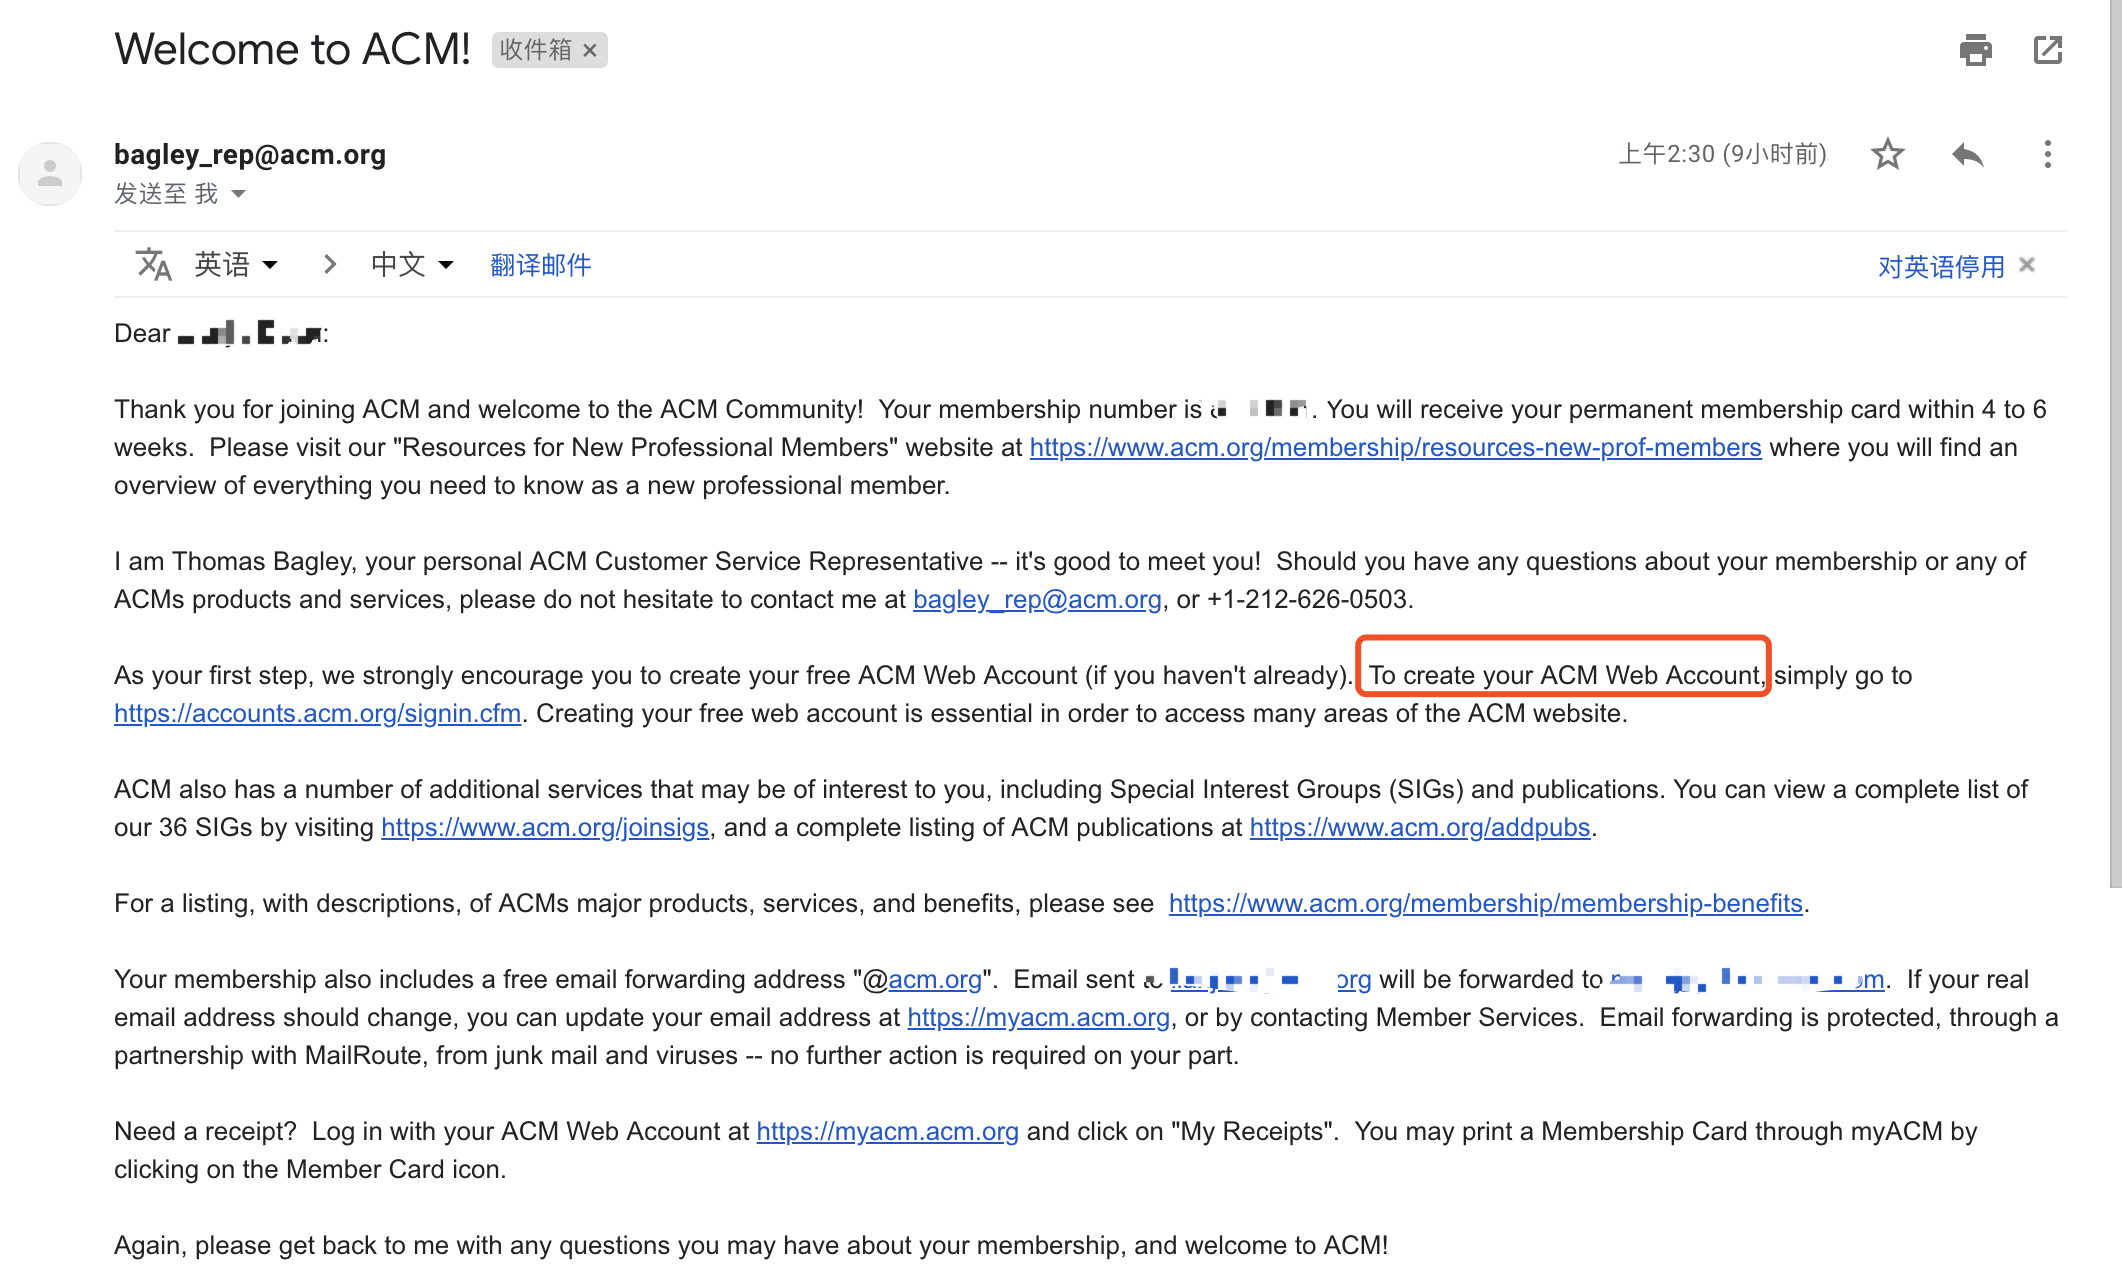 Welcome to ACM! 收件箱 ×
bagley_rep@acm.org
上午2:30 (9小时前)
发送至 我
英语 > 中文 翻译邮件 对英语停用 ×
Dear :
Thank you for joining ACM and welcome to the ACM Community!  Your membership number is . You will receive your permanent membership card within 4 to 6
weeks.  Please visit our "Resources for New Professional Members" website at https://www.acm.org/membership/resources-new-prof-members where you will find an
overview of everything you need to know as a new professional member.
I am Thomas Bagley, your personal ACM Customer Service Representative -- it's good to meet you!  Should you have any questions about your membership or any of
ACMs products and services, please do not hesitate to contact me at bagley_rep@acm.org, or +1-212-626-0503.
As your first step, we strongly encourage you to create your free ACM Web Account (if you haven't already).  To create your ACM Web Account, simply go to
https://accounts.acm.org/signin.cfm. Creating your free web account is essential in order to access many areas of the ACM website.
ACM also has a number of additional services that may be of interest to you, including Special Interest Groups (SIGs) and publications. You can view a complete list of
our 36 SIGs by visiting https://www.acm.org/joinsigs, and a complete listing of ACM publications at https://www.acm.org/addpubs.
For a listing, with descriptions, of ACMs major products, services, and benefits, please see  https://www.acm.org/membership/membership-benefits.
Your membership also includes a free email forwarding address "@acm.org".  Email sent org will be forwarded to m.  If your real
email address should change, you can update your email address at https://myacm.acm.org, or by contacting Member Services.  Email forwarding is protected, through a
partnership with MailRoute, from junk mail and viruses -- no further action is required on your part.
Need a receipt?  Log in with your ACM Web Account at https://myacm.acm.org and click on "My Receipts".  You may print a Membership Card through myACM by
clicking on the Member Card icon.
Again, please get back to me with any questions you may have about your membership, and welcome to ACM!